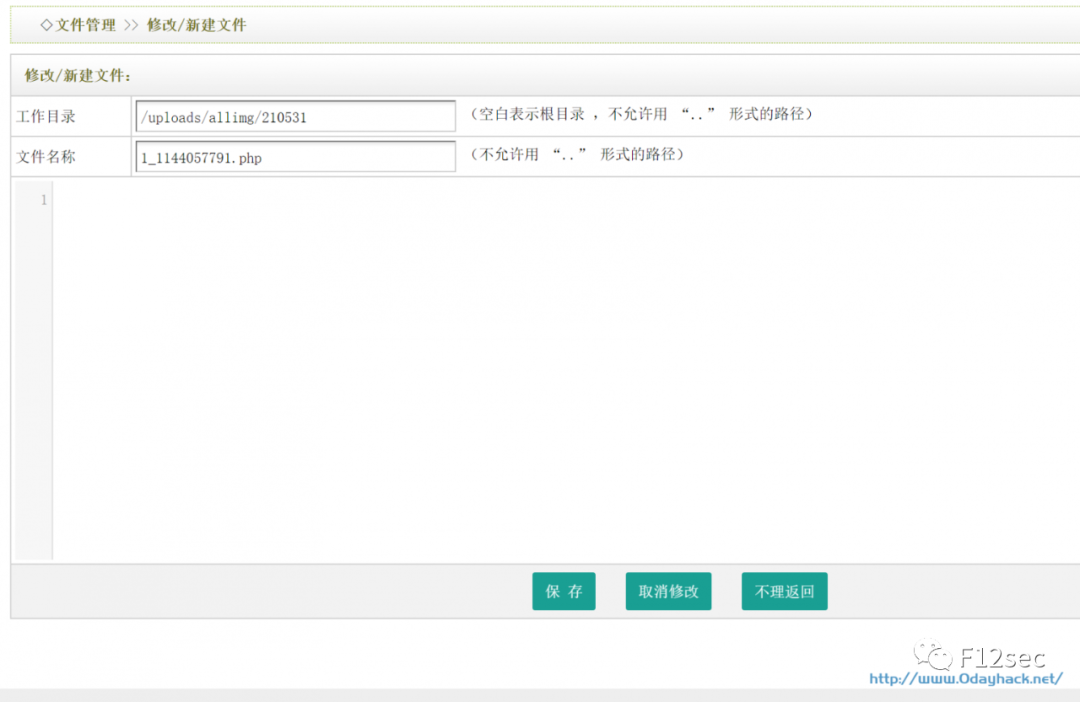 ◇文件管理 >> 修改/新建文件
修改/新建文件：
工作目录 /uploads/allimg/210531 （空白表示根目录 ，不允许用 “..” 形式的路径）
文件名称 1_1144057791.php （不允许用 “..” 形式的路径）
1
保 存 取消修改 不理返回
F12sec
http://www.0dayhack.net/